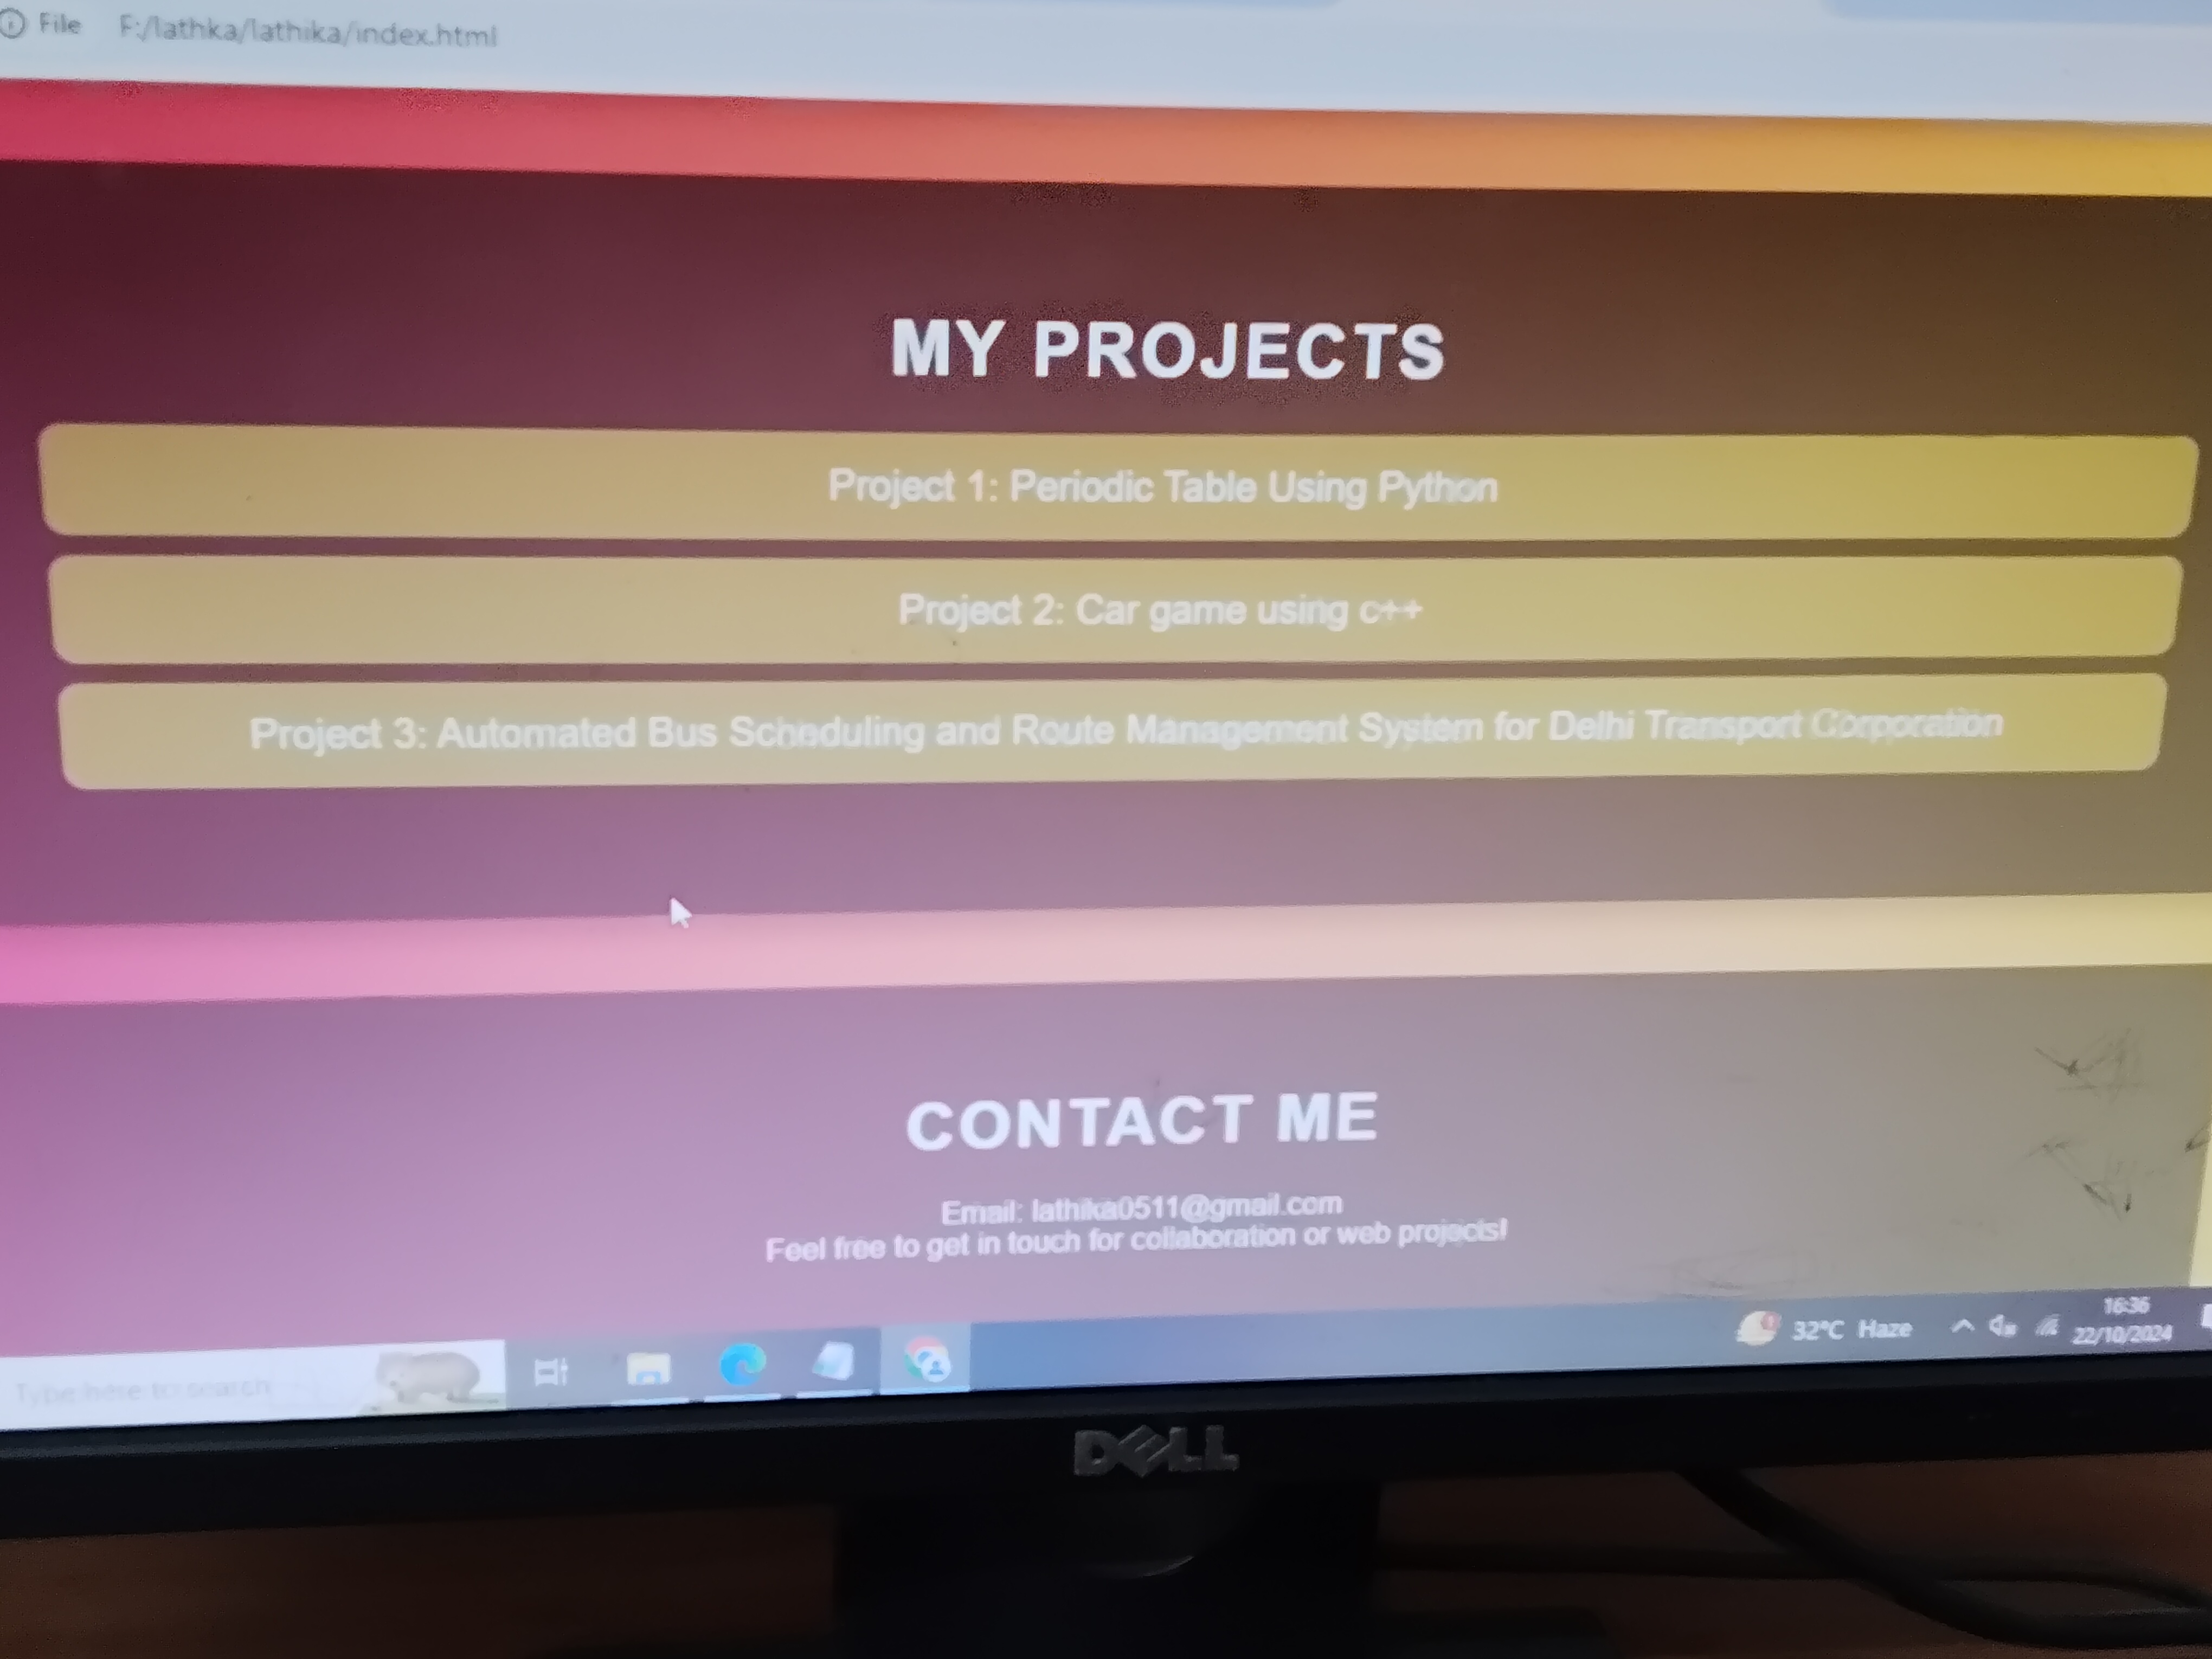 File F:/lathka/lathika/index.html
MY PROJECTS
Project 1: Periodic Table Using Python
Project 2: Car game using c++
Project 3: Automated Bus Scheduling and Route Management System for Delhi Transport Corporation
CONTACT ME
Email: lathika0511@gmail.com
Feel free to get in touch for collaboration or web projects!
Type here to search
32°C Haze
16:36
22/10/2024
DELL